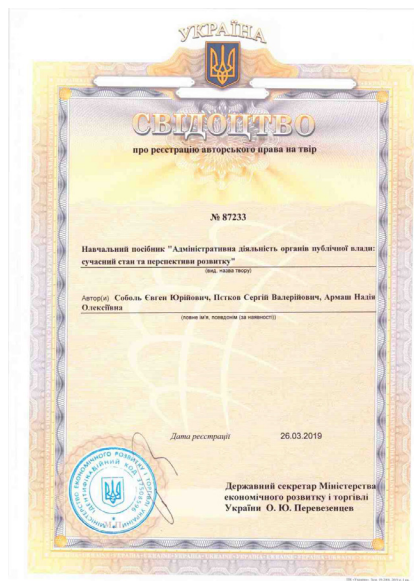 УКРАЇНА
СВІДОЦТВО
про реєстрацію авторського права на твір
№ 87233
Навчальний посібник "Адміністративна діяльність органів публічної влади:
сучасний стан та перспективи розвитку"
(вид, назва твору)
Автор(и) Соболь Євген Юрійович, Пєтков Сергій Валерійович, Армаш Надія
Олексіївна
(повне ім'я, псевдонім (за наявності))
Дата реєстрації 26.03.2019
Державний секретар Міністерства
економічного розвитку і торгівлі
України О. Ю. Перевезенцев